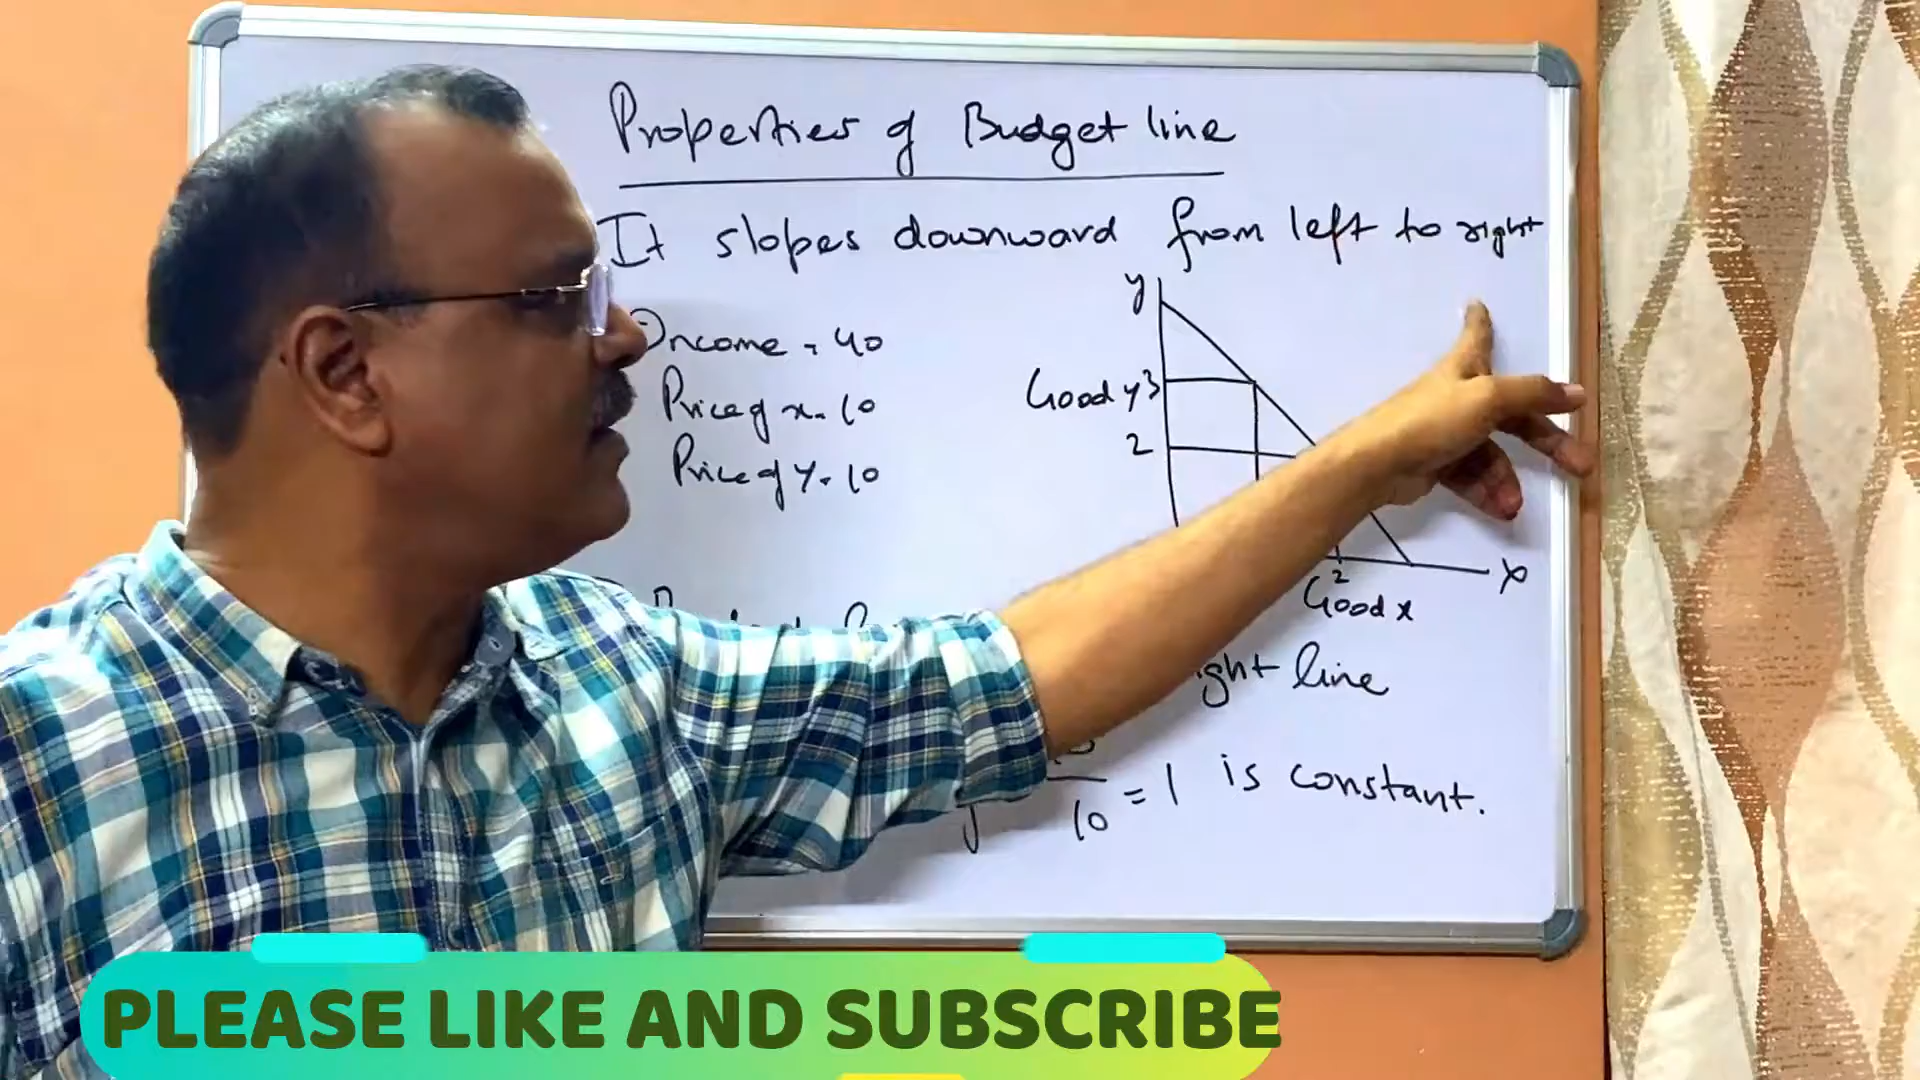 Properties of Budget line
It slopes downward from left to right
Income = 40
Price of x = 10
Price of y = 10
y
Good y 3
2
x
2
Good x
line
10
= 1 is constant.
PLEASE LIKE AND SUBSCRIBE